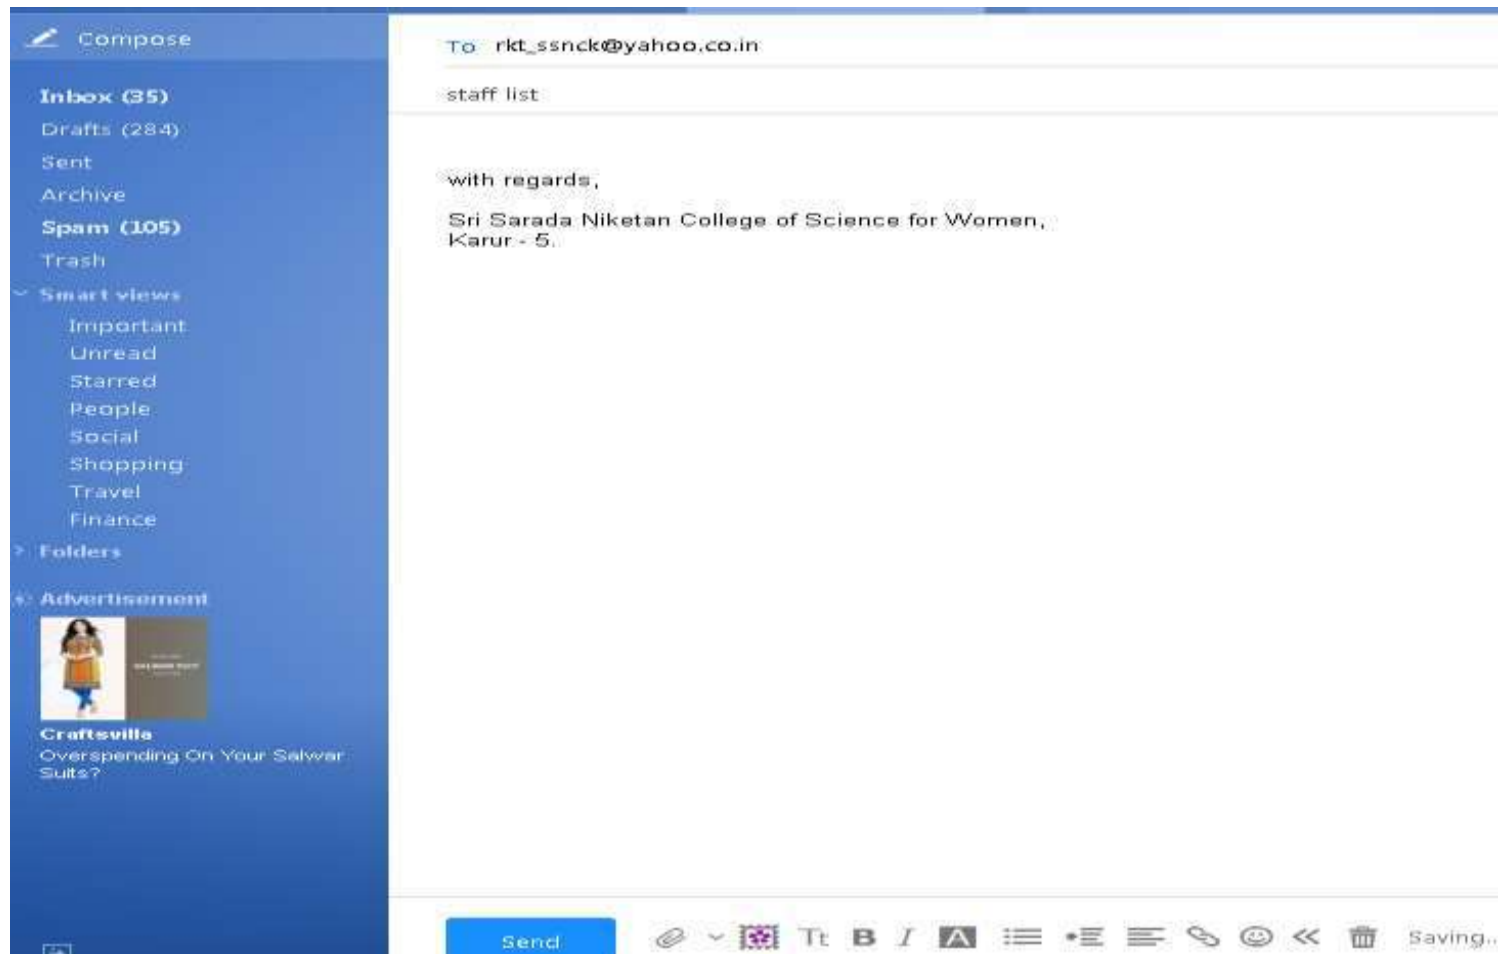 Compose
Inbox (35)
Drafts (284)
Sent
Archive
Spam (105)
Trash
Smart views
Important
Unread
Starred
People
Social
Shopping
Travel
Finance
Folders
Advertisement
Craftsvilla
Overspending On Your Salwar
Suits?
To rkt_ssnck@yahoo.co.in
staff list
with regards,
Sri Sarada Niketan College of Science for Women,
Karur - 5.
Send
Tt B I A
Saving..